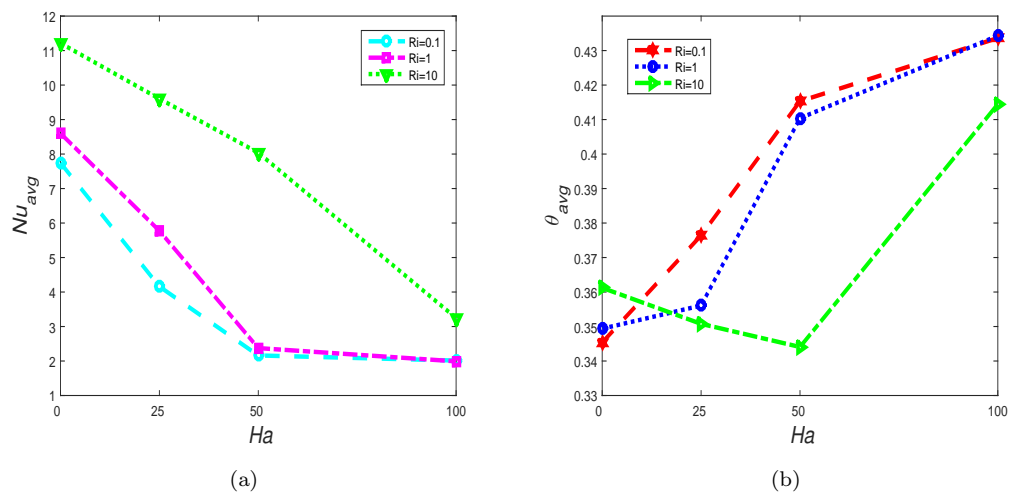 12
11
10
9
8
7
6
5
4
3
2
1
Nu_avg
0
25
50
100
Ha
Ri=0.1
Ri=1
Ri=10
(a)
0.43
0.42
0.41
0.4
0.39
0.38
0.37
0.36
0.35
0.34
0.33
θ_avg
0
25
50
100
Ha
Ri=0.1
Ri=1
Ri=10
(b)